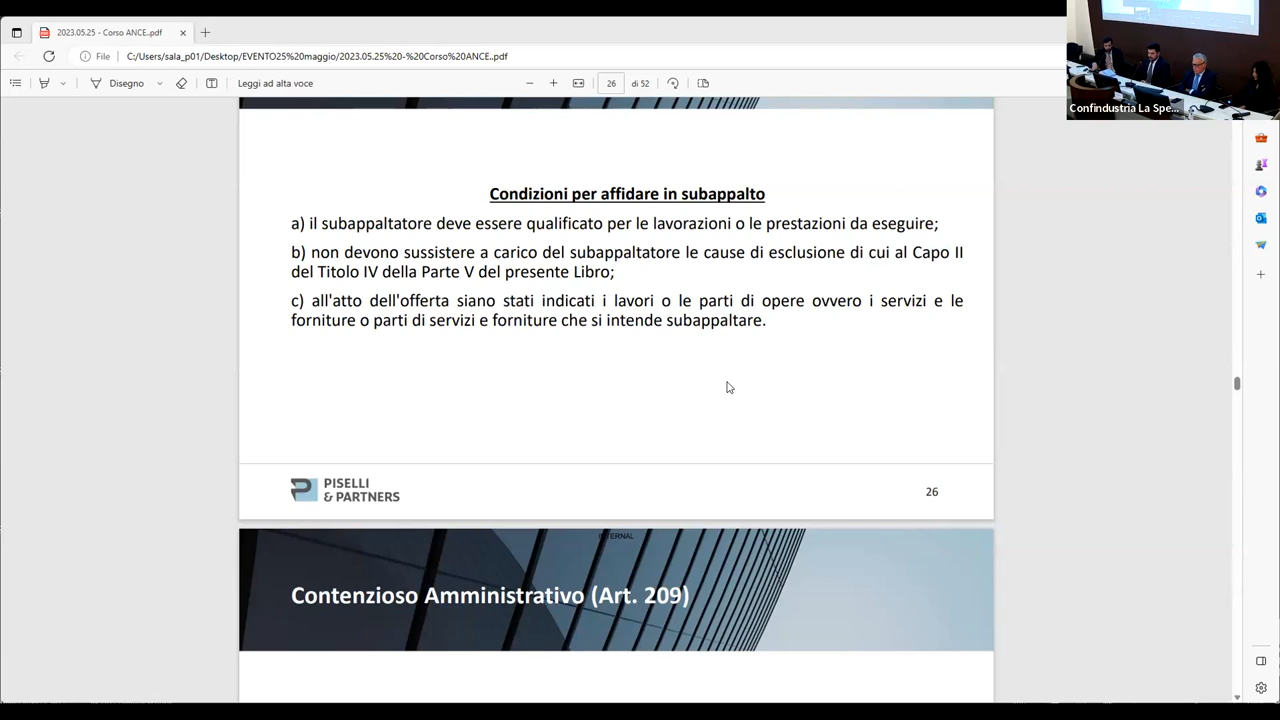 2023.05.25 - Corso ANCE..pdf
File
C:/Users/sala_p01/Desktop/EVENTO25%20maggio/2023.05.25%20-%20Corso%20ANCE..pdf
Disegno
Leggi ad alta voce
26
di 52
Confindustria La Spe...
Condizioni per affidare in subappalto
a) il subappaltatore deve essere qualificato per le lavorazioni o le prestazioni da eseguire;
b) non devono sussistere a carico del subappaltatore le cause di esclusione di cui al Capo II
del Titolo IV della Parte V del presente Libro;
c) all'atto dell'offerta siano stati indicati i lavori o le parti di opere ovvero i servizi e le
forniture o parti di servizi e forniture che si intende subappaltare.
PISELLI
& PARTNERS
26
INTERNAL
Contenzioso Amministrativo (Art. 209)